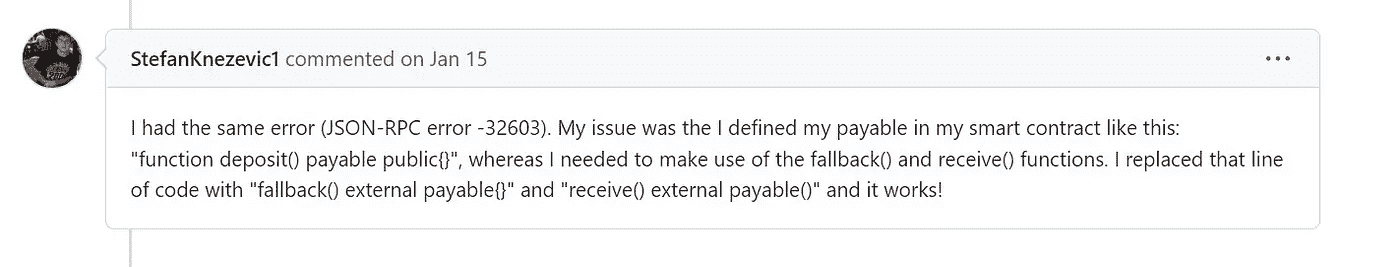 StefanKnezevic1 commented on Jan 15
I had the same error (JSON-RPC error -32603). My issue was the I defined my payable in my smart contract like this:
"function deposit() payable public{}", whereas I needed to make use of the fallback() and receive() functions. I replaced that line
of code with "fallback() external payable{}" and "receive() external payable()" and it works!